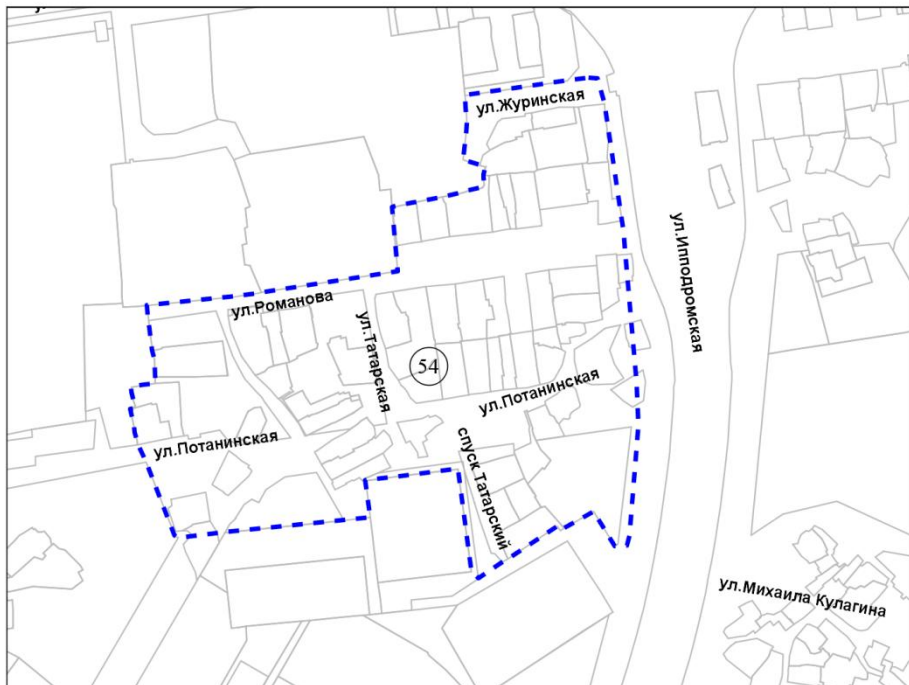 ул.Журинская
ул.Ипподромская
ул.Романова
ул.Татарская
54
ул.Потанинская
ул.Потанинская
спуск Татарский
ул.Михаила Кулагина